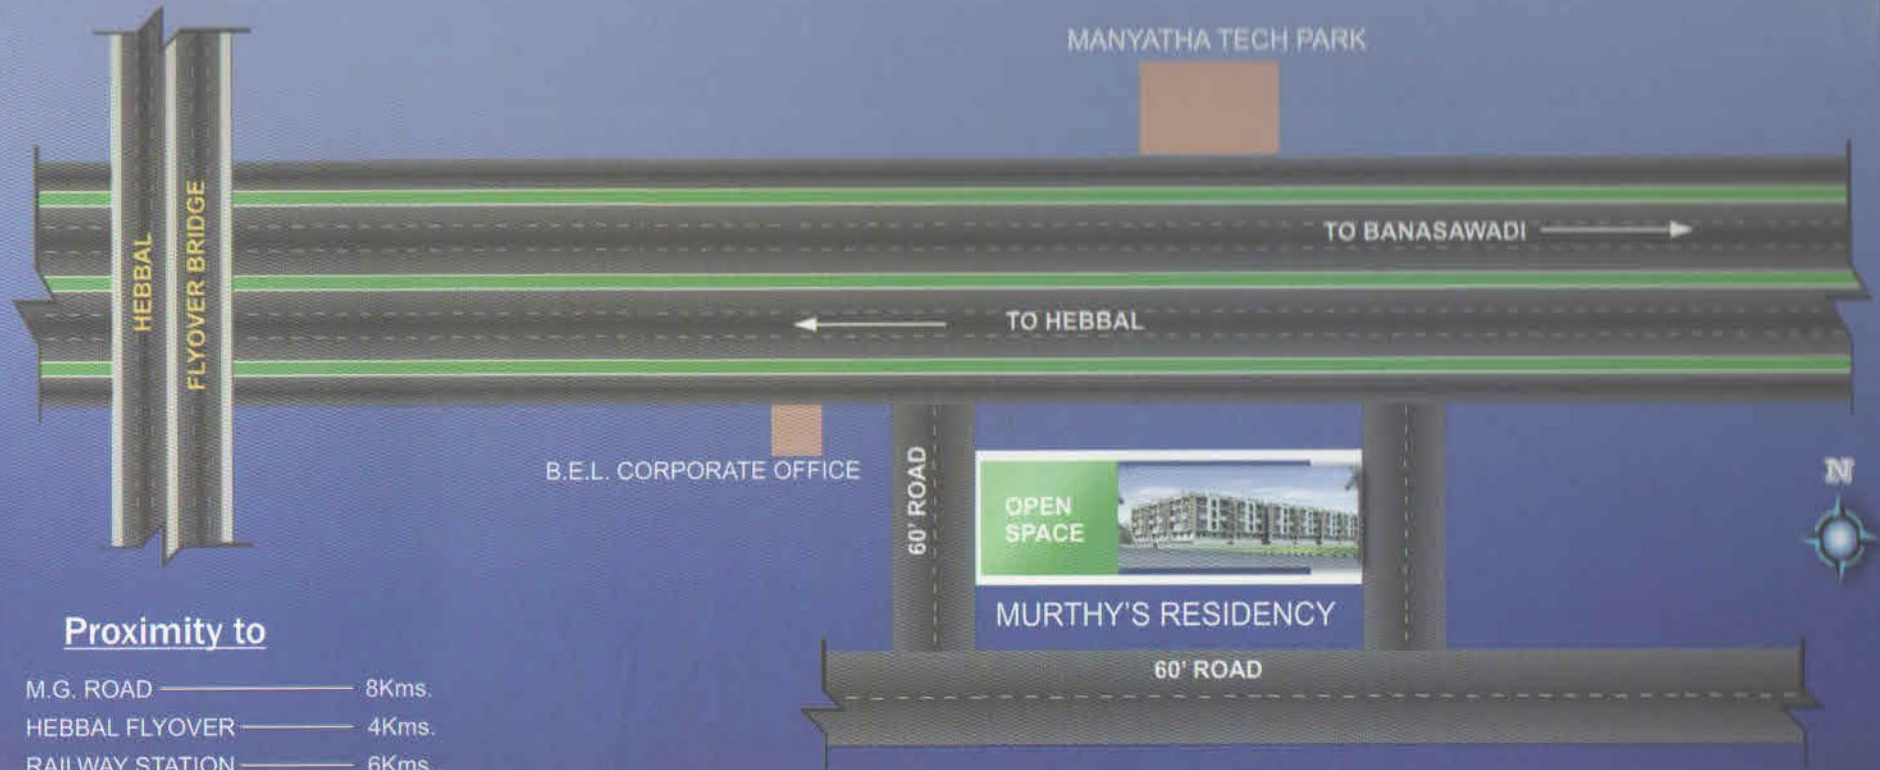 MANYATHA TECH PARK
HEBBAL
FLYOVER BRIDGE
TO BANASAWADI
TO HEBBAL
B.E.L. CORPORATE OFFICE
60' ROAD
OPEN
SPACE
N
MURTHY'S RESIDENCY
60' ROAD
Proximity to
M.G. ROAD 8Kms.
HEBBAL FLYOVER 4Kms.
RAILWAY STATION 6Kms.